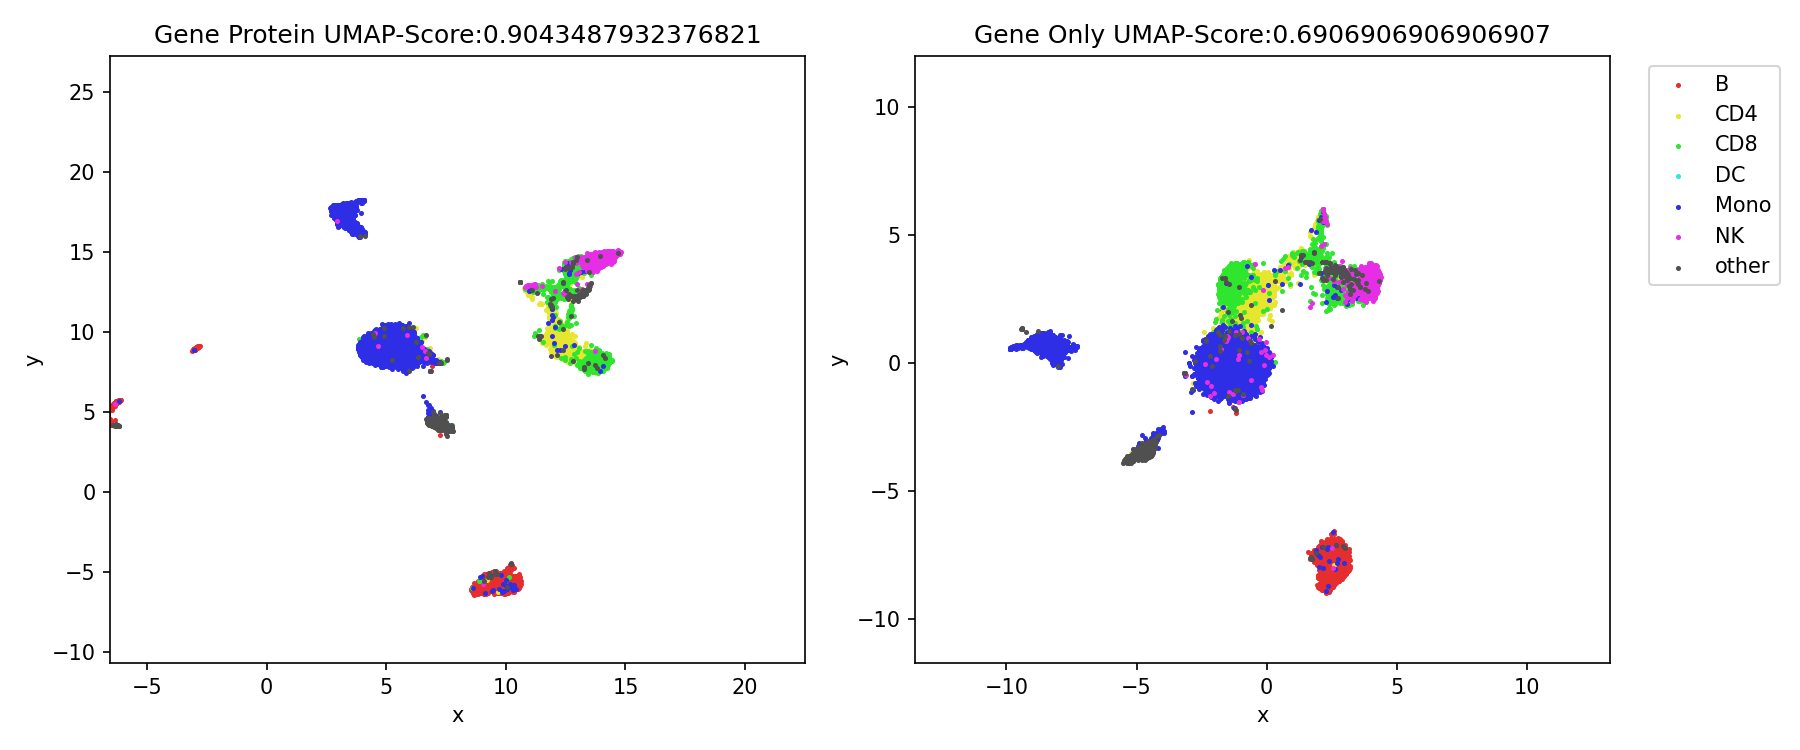 Gene Protein UMAP-Score:0.9043487932376821
25
20
15
10
5
0
−5
−10
y
−5 0 5 10 15 20
x
Gene Only UMAP-Score:0.6906906906906907
10
5
0
−5
−10
y
−10 −5 0 5 10
x
B
CD4
CD8
DC
Mono
NK
other